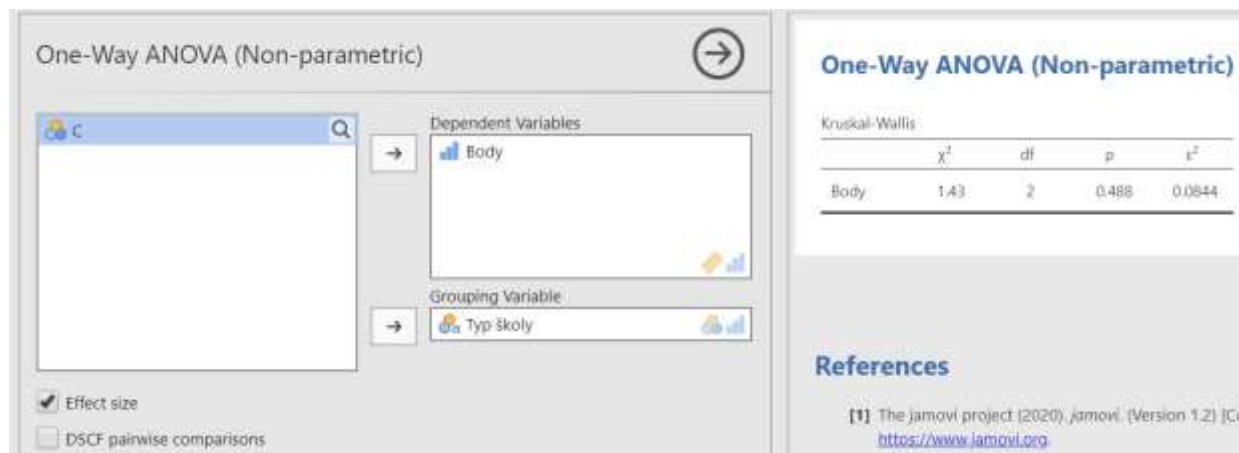 One-Way ANOVA (Non-parametric)
C
Dependent Variables
Body
Grouping Variable
Typ školy
Effect size
DSCF pairwise comparisons
One-Way ANOVA (Non-parametric)
Kruskal-Wallis
χ² df p ε²
Body 1.43 2 0.488 0.0844
References
[1] The jamovi project (2020). jamovi. (Version 1.2) [Co
https://www.jamovi.org.